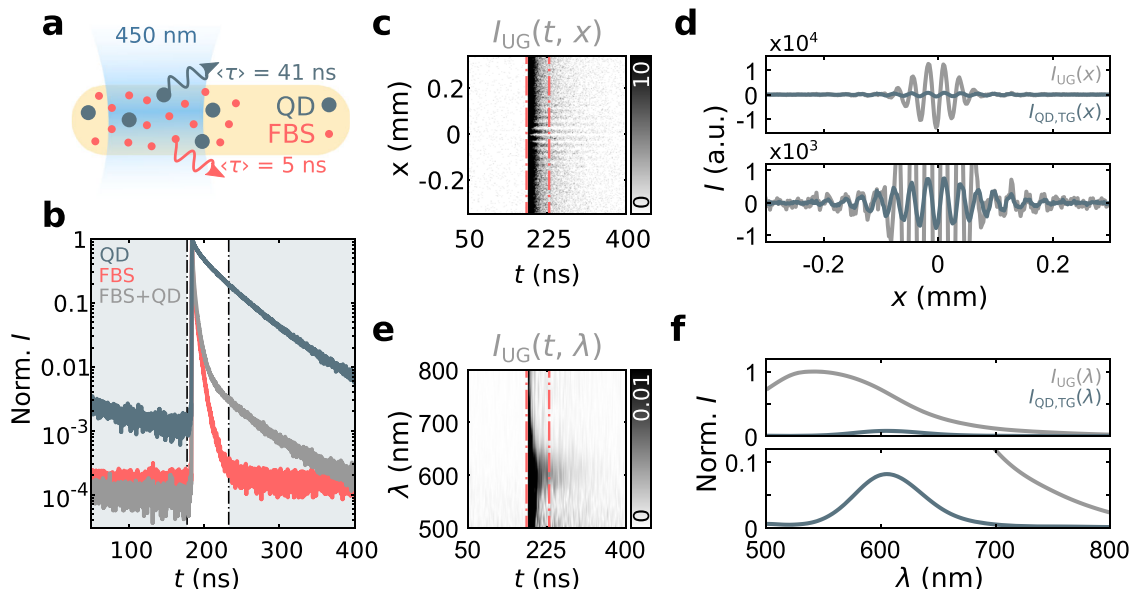 a
450 nm
⟨τ⟩ = 41 ns
QD
FBS
⟨τ⟩ = 5 ns
b
1
0.1
0.01
10⁻³
10⁻⁴
Norm. I
QD
FBS
FBS+QD
100 200 300 400
t (ns)
c
I_UG(t, x)
x (mm)
0.2
0
-0.2
50 225 400
t (ns)
10
0
d
x10⁴
1
0
-1
I_UG(x)
I_QD,TG(x)
I (a.u.)
x10³
1
0
-1
-0.2 0 0.2
x (mm)
e
I_UG(t, λ)
λ (nm)
800
700
600
500
50 225 400
t (ns)
0.01
0
f
Norm. I
1
0
I_UG(λ)
I_QD,TG(λ)
0.1
0
500 600 700 800
λ (nm)